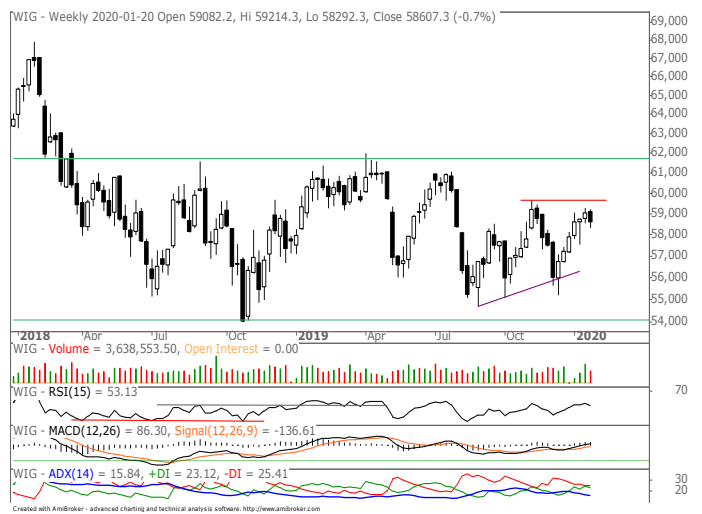 WIG - Weekly 2020-01-20 Open 59082.2, Hi 59214.3, Lo 58292.3, Close 58607.3 (-0.7%)
69,000
68,000
67,000
66,000
65,000
64,000
63,000
62,000
61,000
60,000
59,000
58,000
57,000
56,000
55,000
54,000
2018 Apr Jul Oct 2019 Apr Jul Oct 2020
WIG - Volume = 3,638,553.50, Open Interest = 0.00
WIG - RSI(15) = 53.13
70
WIG - MACD(12,26) = 86.30, Signal(12,26,9) = -136.61
WIG - ADX(14) = 15.84, +DI = 23.12, -DI = 25.41
30
20
Created with AmiBroker - advanced charting and technical analysis software. http://www.amibroker.com